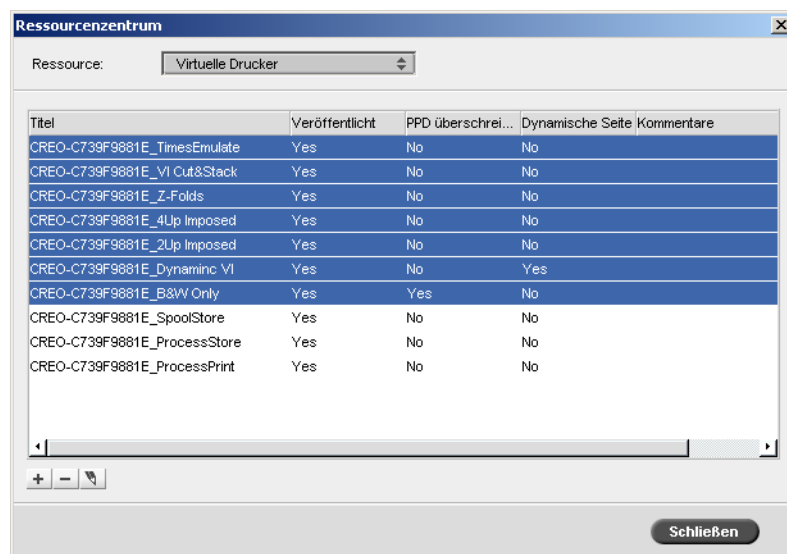 Ressourcenzentrum
Ressource: Virtuelle Drucker
Titel Veröffentlicht PPD überschrei... Dynamische Seite Kommentare
CREO-C739F9881E_TimesEmulate Yes No No
CREO-C739F9881E_VI Cut&Stack Yes No No
CREO-C739F9881E_Z-Folds Yes No No
CREO-C739F9881E_4Up Imposed Yes No No
CREO-C739F9881E_2Up Imposed Yes No No
CREO-C739F9881E_Dynaminc VI Yes No Yes
CREO-C739F9881E_B&W Only Yes Yes No
CREO-C739F9881E_SpoolStore Yes No No
CREO-C739F9881E_ProcessStore Yes No No
CREO-C739F9881E_ProcessPrint Yes No No
Schließen